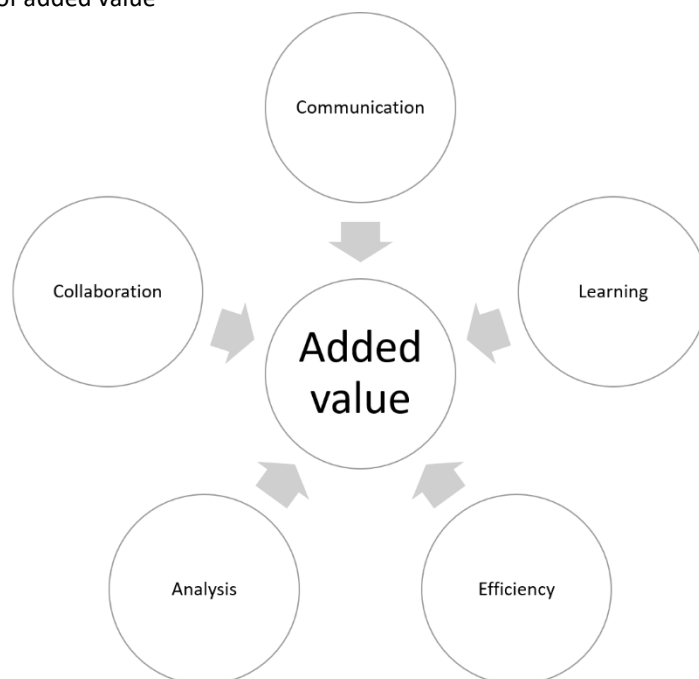 of added value
Communication
Collaboration
Learning
Added
value
Analysis
Efficiency